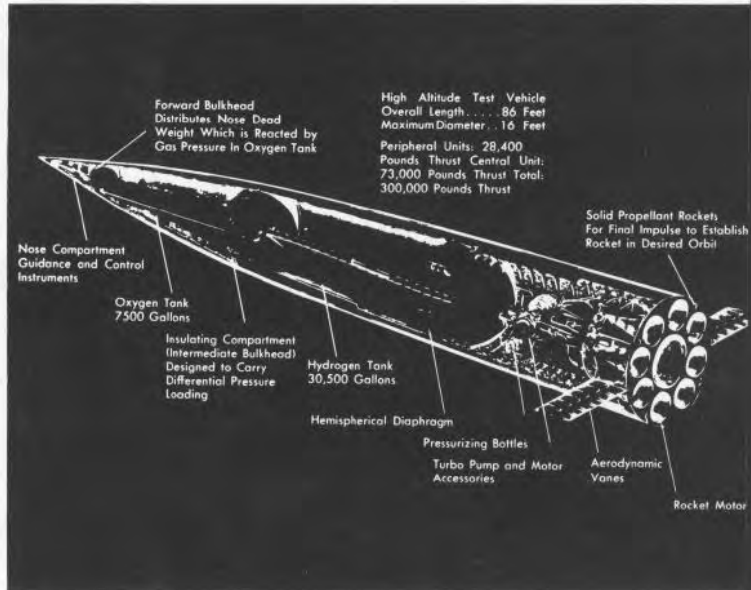 Forward Bulkhead
Distributes Nose Dead
Weight Which is Reacted by
Gas Pressure In Oxygen Tank
High Altitude Test Vehicle
Overall Length.....86 Feet
Maximum Diameter..16 Feet
Peripheral Units: 28,400
Pounds Thrust Central Unit:
73,000 Pounds Thrust Total:
300,000 Pounds Thrust
Solid Propellant Rockets
For Final Impulse to Establish
Rocket in Desired Orbit
Nose Compartment
Guidance and Control
Instruments
Oxygen Tank
7500 Gallons
Insulating Compartment
(Intermediate Bulkhead)
Designed to Carry
Differential Pressure
Loading
Hydrogen Tank
30,500 Gallons
Hemispherical Diaphragm
Pressurizing Bottles
Turbo Pump and Motor
Accessories
Aerodynamic
Vanes
Rocket Motor